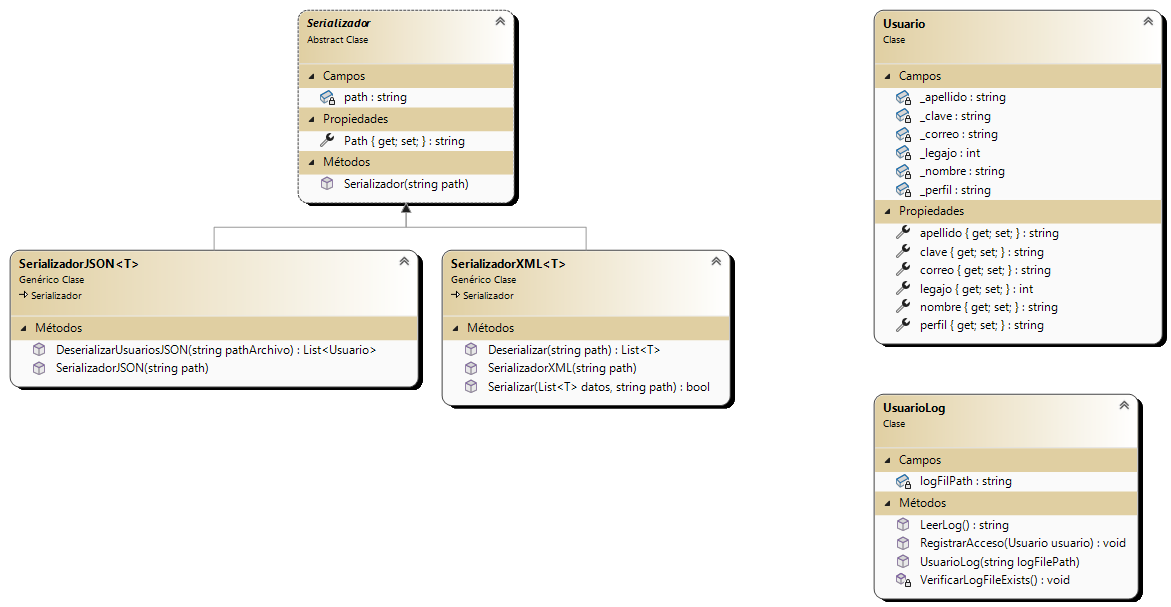 Serializador
Abstract Clase
Campos
path : string
Propiedades
Path { get; set; } : string
Métodos
Serializador(string path)
SerializadorJSON<T>
Genérico Clase
Serializador
Métodos
DeserializarUsuariosJSON(string pathArchivo) : List<Usuario>
SerializadorJSON(string path)
SerializadorXML<T>
Genérico Clase
Serializador
Métodos
Deserializar(string path) : List<T>
SerializadorXML(string path)
Serializar(List<T> datos, string path) : bool
Usuario
Clase
Campos
_apellido : string
_clave : string
_correo : string
_legajo : int
_nombre : string
_perfil : string
Propiedades
apellido { get; set; } : string
clave { get; set; } : string
correo { get; set; } : string
legajo { get; set; } : int
nombre { get; set; } : string
perfil { get; set; } : string
UsuarioLog
Clase
Campos
logFilPath : string
Métodos
LeerLog() : string
RegistrarAcceso(Usuario usuario) : void
UsuarioLog(string logFilePath)
VerificarLogFileExists() : void